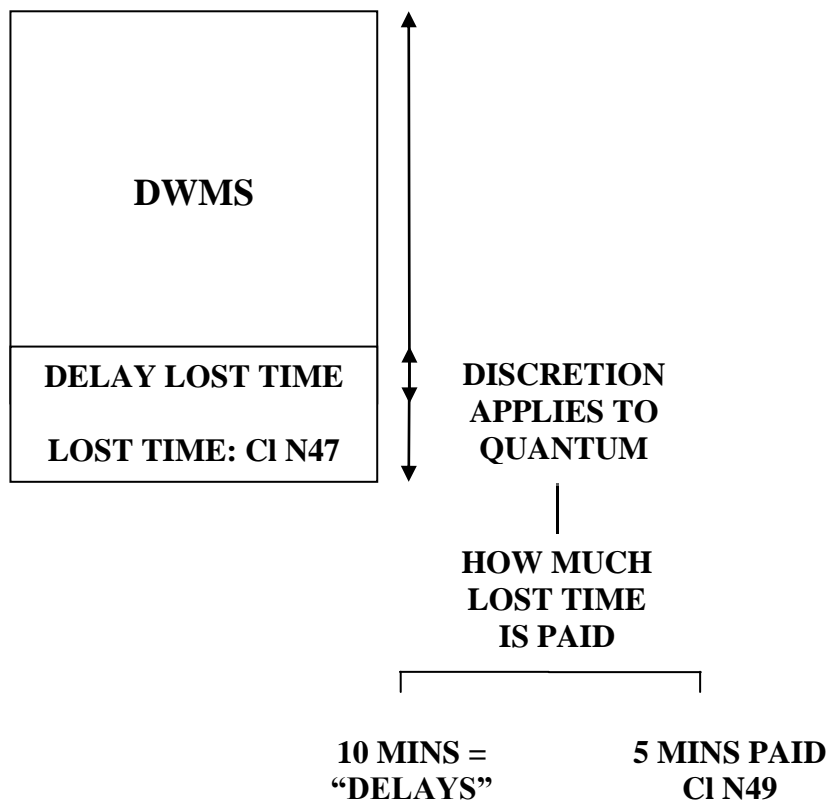 DWMS
DELAY LOST TIME
LOST TIME: Cl N47
DISCRETION
APPLIES TO
QUANTUM
HOW MUCH
LOST TIME
IS PAID
10 MINS =
“DELAYS”
5 MINS PAID
Cl N49